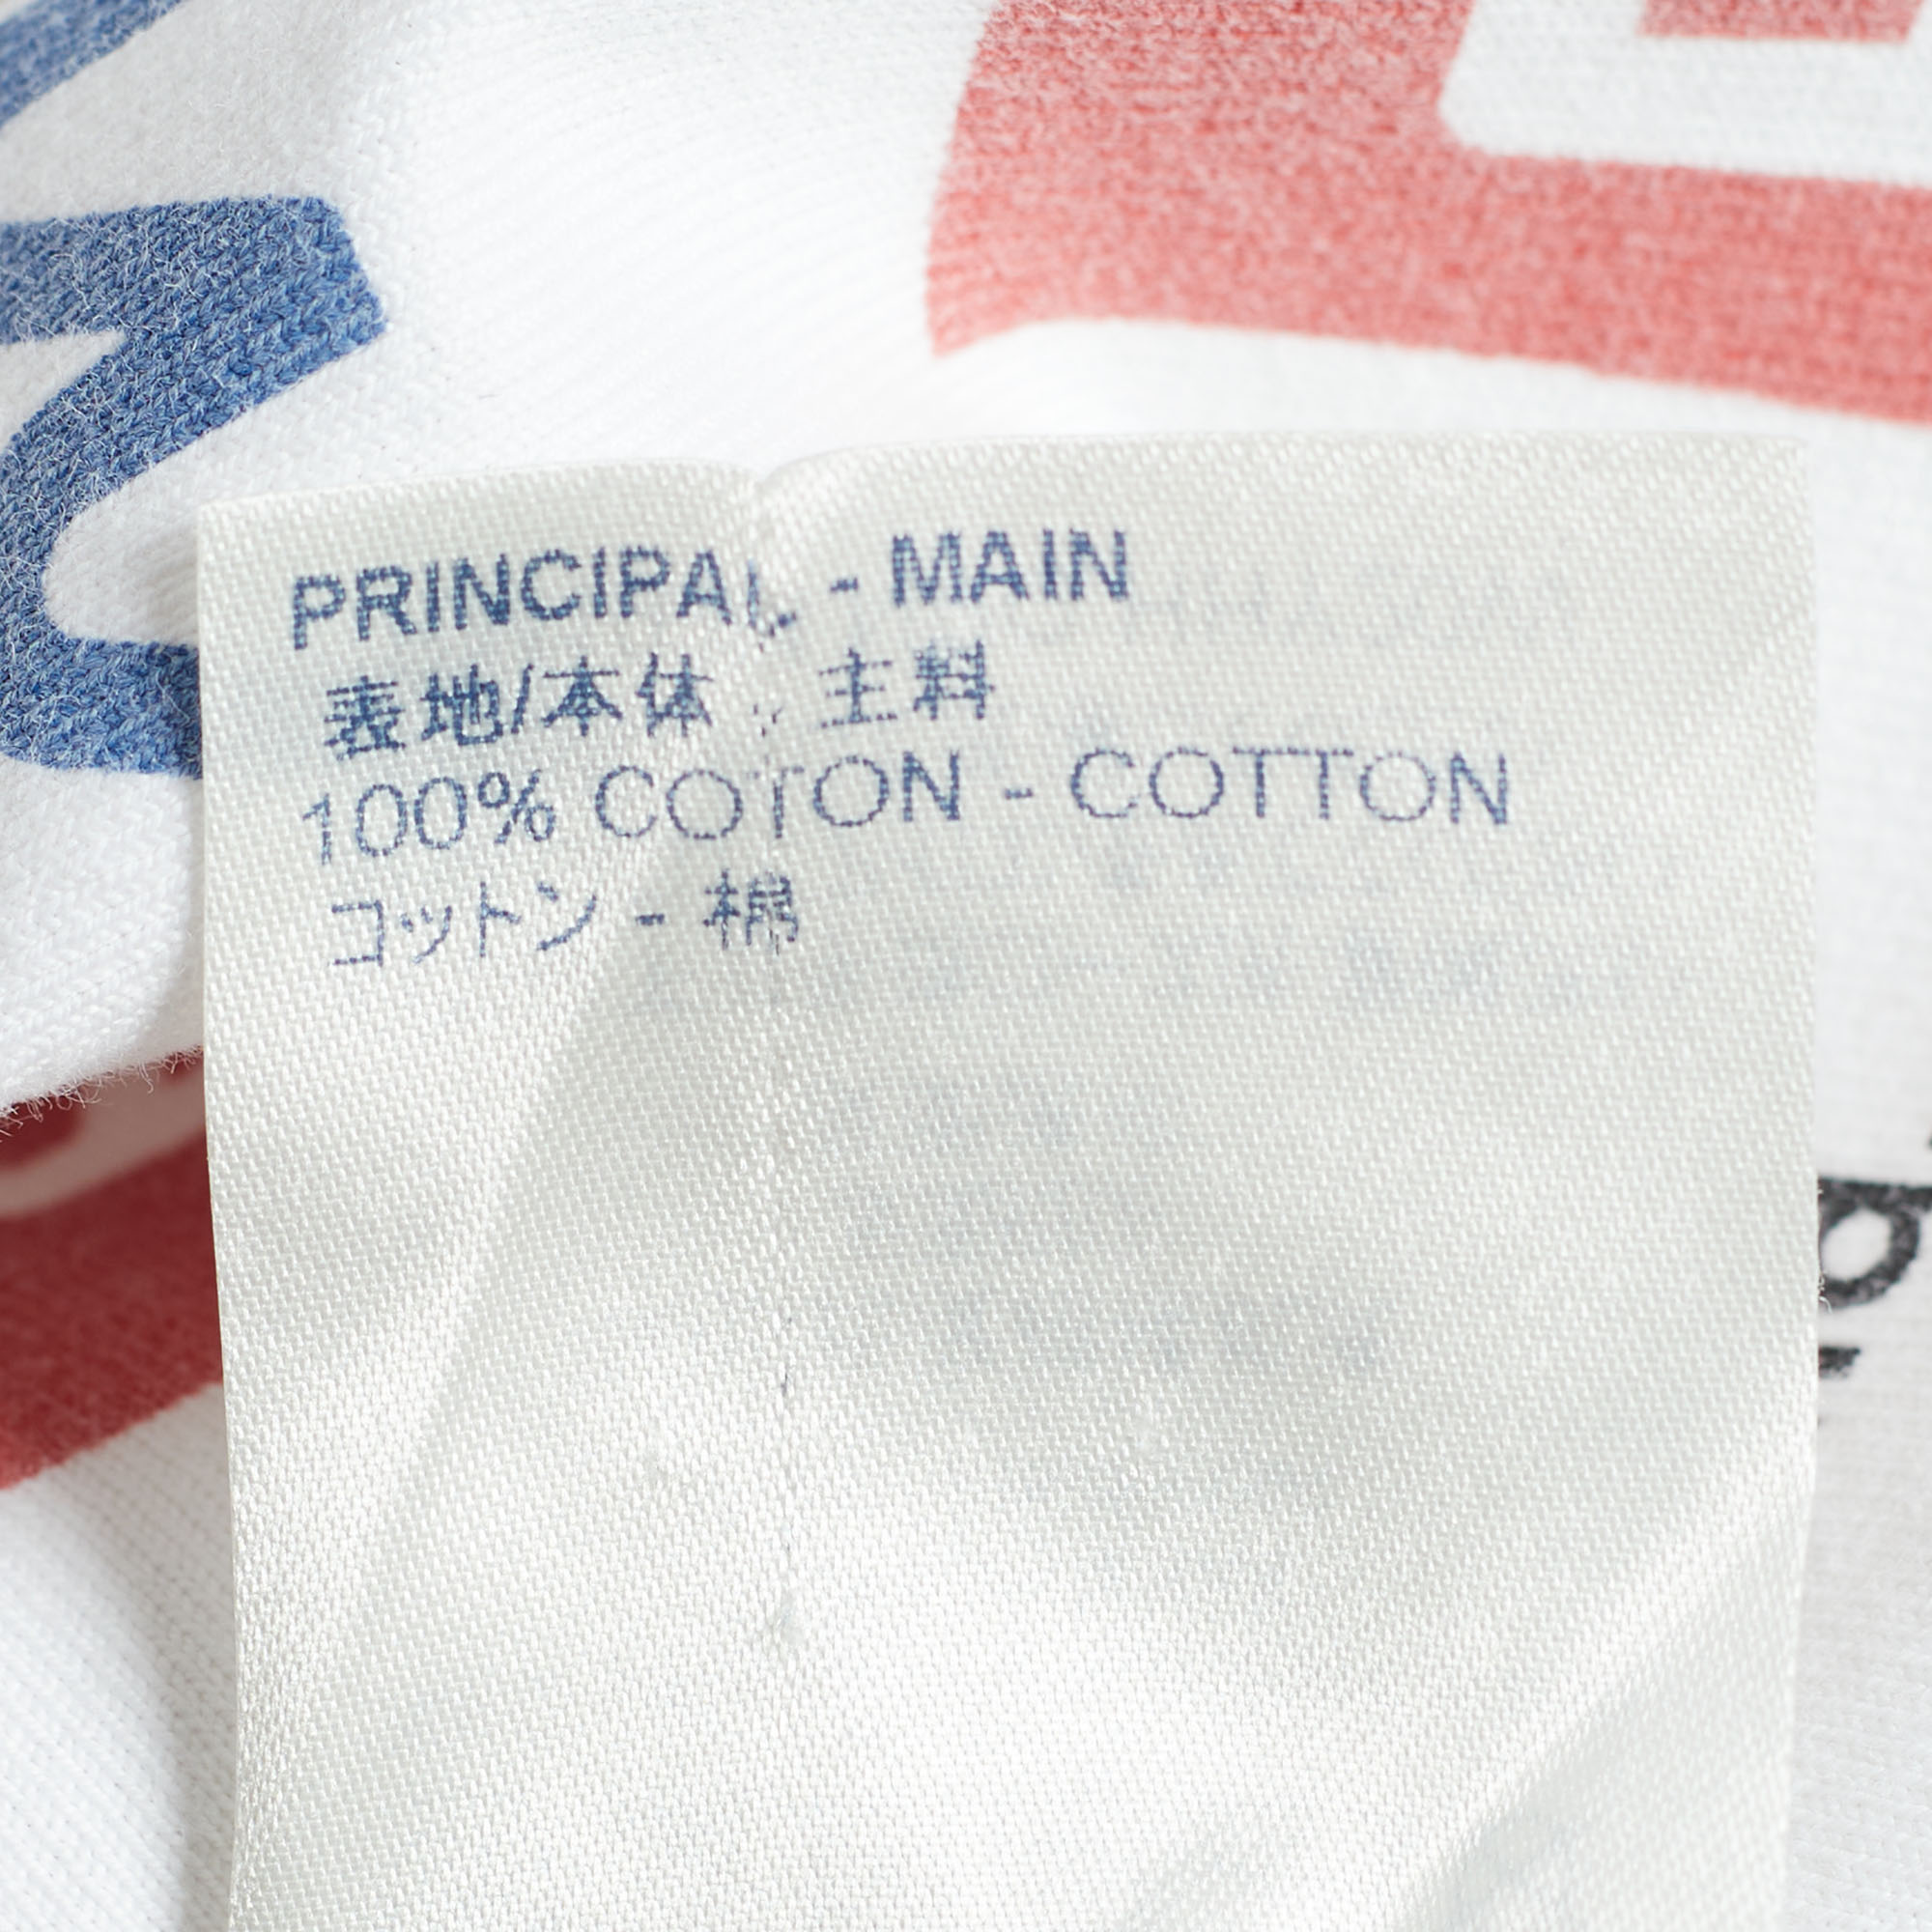 PRINCIPAL - MAIN
表地/本体 - 主料
100% COTON - COTTON
コットン - 棉